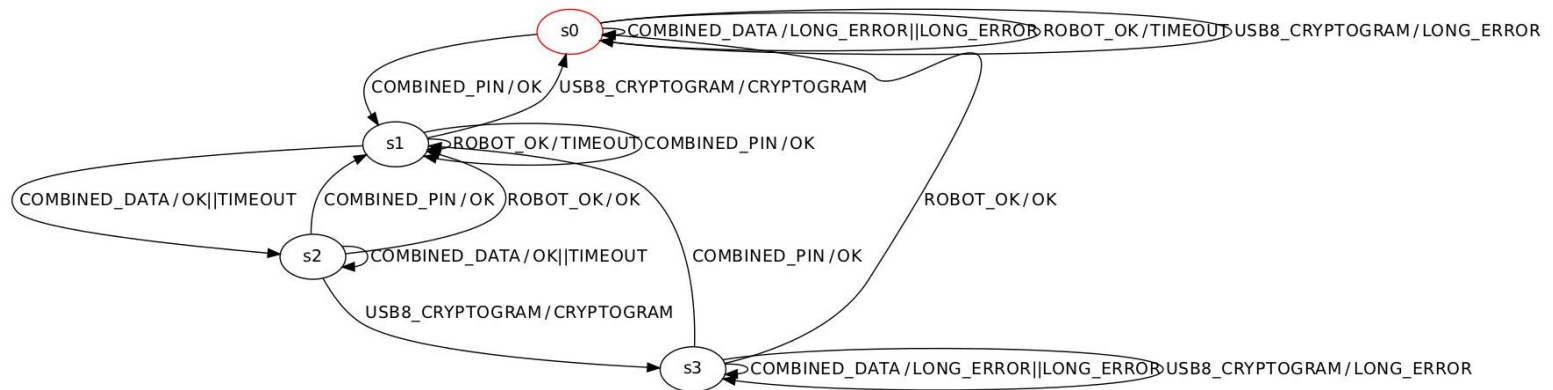 s0
COMBINED_DATA / LONG_ERROR||LONG_ERROR
ROBOT_OK / TIMEOUT
USB8_CRYPTOGRAM / LONG_ERROR
COMBINED_PIN / OK
USB8_CRYPTOGRAM / CRYPTOGRAM
s1
ROBOT_OK / TIMEOUT
COMBINED_PIN / OK
COMBINED_DATA / OK||TIMEOUT
COMBINED_PIN / OK
ROBOT_OK / OK
ROBOT_OK / OK
s2
COMBINED_DATA / OK||TIMEOUT
COMBINED_PIN / OK
USB8_CRYPTOGRAM / CRYPTOGRAM
s3
COMBINED_DATA / LONG_ERROR||LONG_ERROR
USB8_CRYPTOGRAM / LONG_ERROR